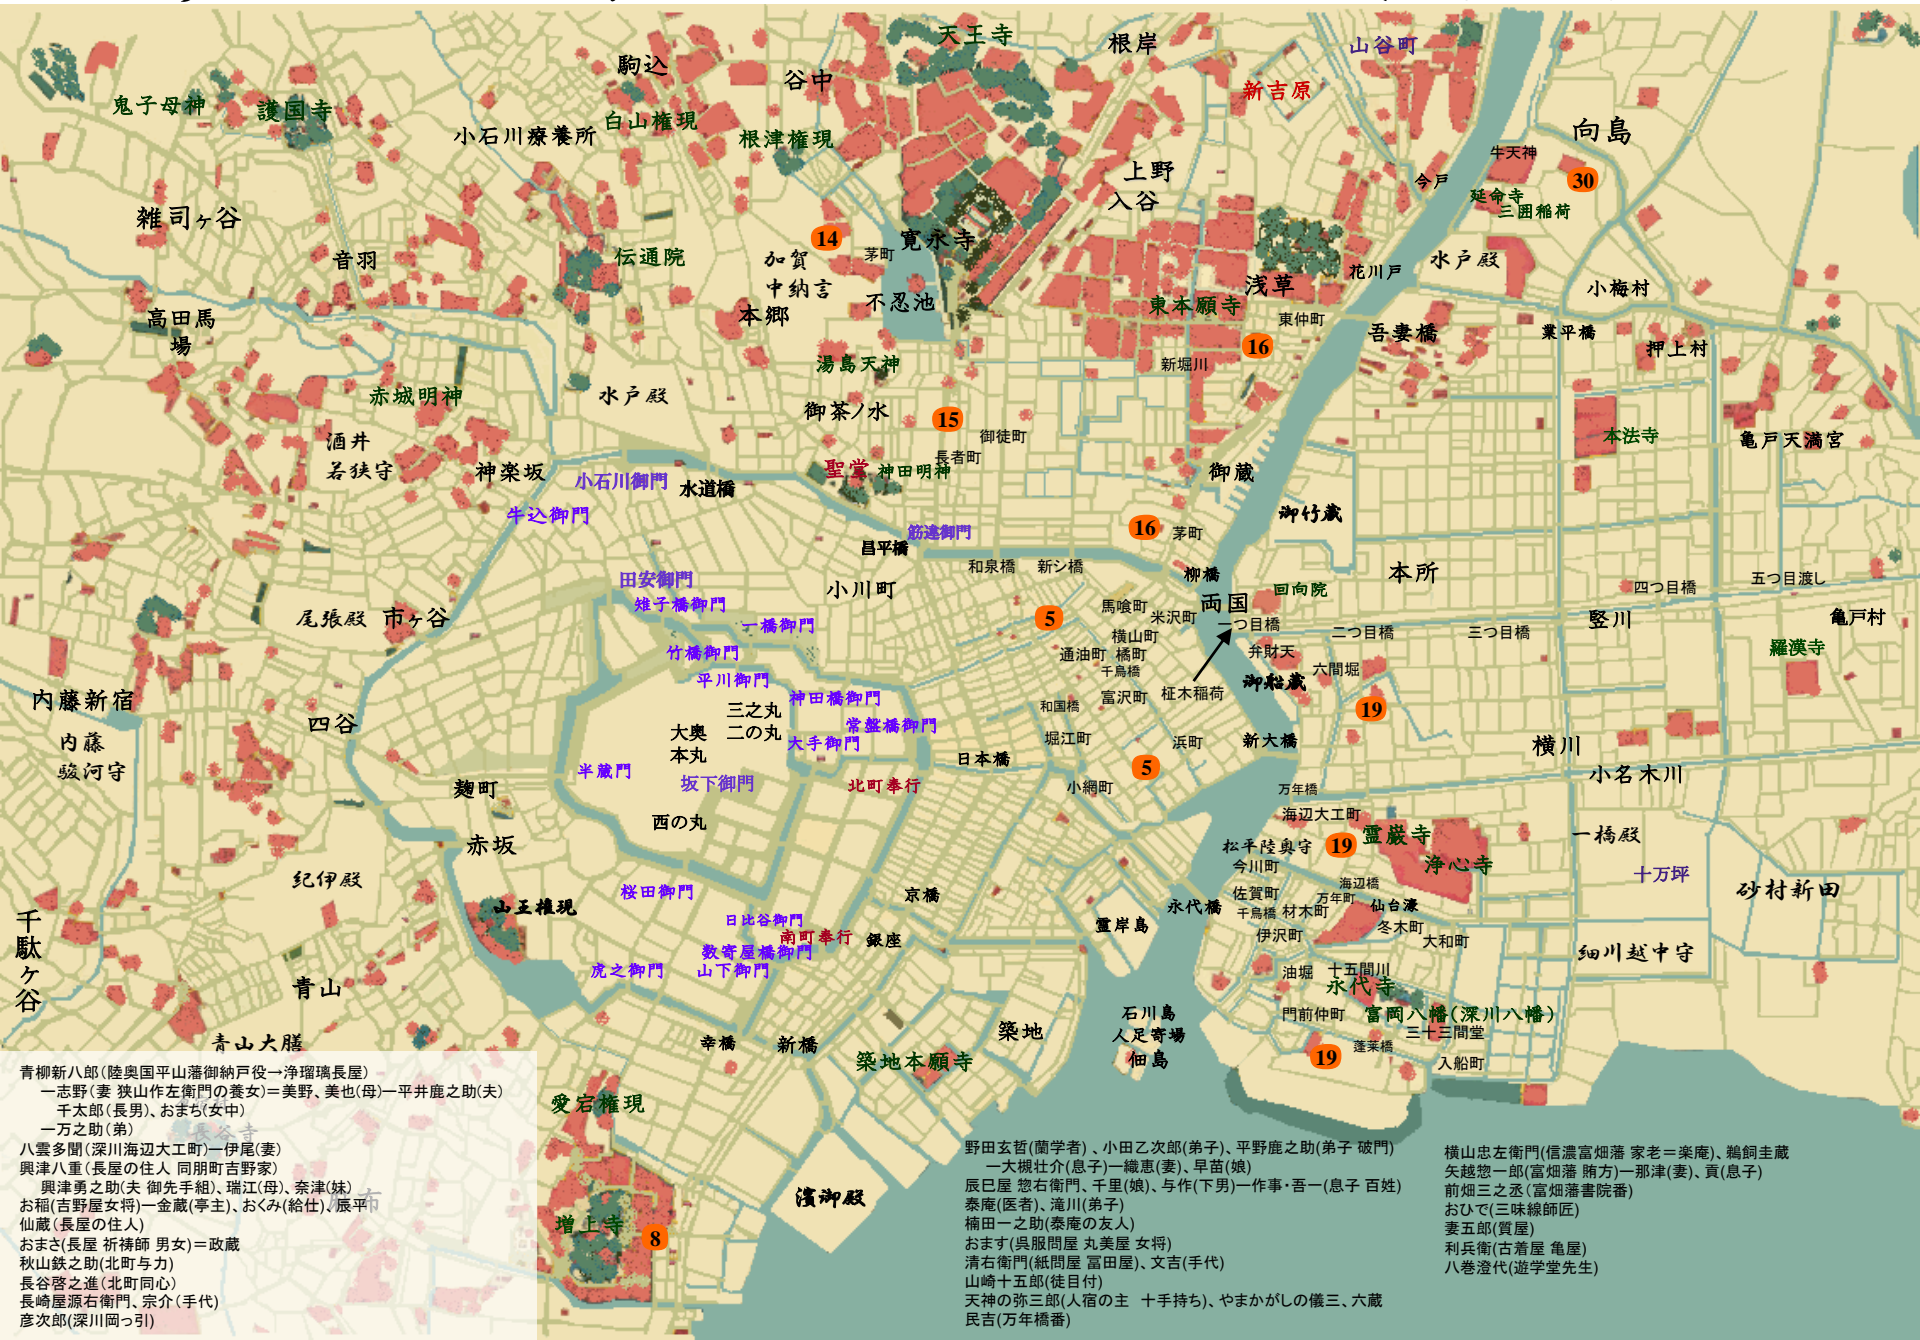 天王寺
根岸
山谷町
駒込
谷中
新吉原
鬼子母神
護国寺
白山権現
小石川療養所
根津権現
向島
牛天神
上野
入谷
今戸
30
延命寺
三囲稲荷
雑司ヶ谷
音羽
伝通院
14
加賀
中納言
茅町
寛永寺
花川戸
水戸殿
浅草
小梅村
不忍池
本郷
東本願寺
東仲町
高田馬
場
吾妻橋
業平橋
押上村
16
湯島天神
新堀川
赤城明神
水戸殿
御茶ノ水
15
御徒町
長者町
本法寺
亀戸天満宮
酒井
若狭守
神楽坂
小石川御門
水道橋
聖堂
神田明神
御蔵
牛込御門
御竹蔵
筋違御門
16
茅町
昌平橋
和泉橋
新シ橋
柳橋
本所
田安御門
小川町
回向院
四つ目橋
五つ目渡し
雉子橋御門
馬喰町
米沢町
両国
尾張殿
市ヶ谷
一橋御門
5
横山町
一つ目橋
二つ目橋
三つ目橋
竪川
亀戸村
竹橋御門
通油町
橘町
弁財天
羅漢寺
平川御門
千鳥橋
六間堀
内藤新宿
神田橋御門
和国橋
富沢町
柾木稲荷
御船蔵
19
四谷
三之丸
大奥
二の丸
常盤橋御門
内藤
駿河守
本丸
大手御門
日本橋
堀江町
浜町
新大橋
横川
半蔵門
坂下御門
北町奉行
小網町
5
万年橋
小名木川
麹町
海辺大工町
西の丸
霊巌寺
一橋殿
赤坂
松平陸奥守
19
浄心寺
今川町
十万坪
砂村新田
紀伊殿
桜田御門
京橋
佐賀町
海辺橋
万年町
山王権現
永代橋
千鳥橋
材木町
仙台濠
日比谷御門
霊岸島
冬木町
千駄ヶ谷
南町奉行
銀座
伊沢町
大和町
細川越中守
数寄屋橋御門
虎之御門
山下御門
油堀
十五間川
青山
永代寺
石川島
人足寄場
佃島
門前仲町
富岡八幡(深川八幡)
三十三間堂
築地
青山大膳
幸橋
新橋
築地本願寺
蓬莱橋
19
入船町
愛宕権現
長谷寺
麻布
濱御殿
増上寺
8
青柳新八郎(陸奥国平山藩御納戸役→浄瑠璃長屋)
一志野(妻 狭山作左衛門の養女)＝美野、美也(母)ー平井鹿之助(夫)
千太郎(長男)、おまち(女中)
一万之助(弟)
八雲多聞(深川海辺大工町)ー伊尾(妻)
興津八重(長屋の住人 同朋町吉野家)
興津勇之助(夫 御先手組)、瑞江(母)、奈津(妹)
お稲(吉野屋女将)ー金蔵(亭主)、おくみ(給仕)、辰平
仙蔵(長屋の住人)
おまさ(長屋 祈祷師 男女)＝政蔵
秋山鉄之助(北町与力)
長谷啓之進(北町同心)
長崎屋源右衛門、宗介(手代)
彦次郎(深川岡っ引)
野田玄哲(蘭学者)、小田乙次郎(弟子)、平野鹿之助(弟子 破門)
一大槻壮介(息子)ー織恵(妻)、早苗(娘)
辰巳屋 惣右衛門、千里(娘)、与作(下男)ー作事・吾一(息子 百姓)
泰庵(医者)、滝川(弟子)
楠田一之助(泰庵の友人)
おます(呉服問屋 丸美屋 女将)
清右衛門(紙問屋 冨田屋)、文吉(手代)
山崎十五郎(徒目付)
天神の弥三郎(人宿の主　十手持ち)、やまかがしの儀三、六蔵
民吉(万年橋番)
横山忠左衛門(信濃富畑藩 家老＝楽庵)、鵜飼圭蔵
矢越惣一郎(富畑藩 賄方)ー那津(妻)、貢(息子)
前畑三之丞(富畑藩書院番)
おひで(三味線師匠)
妻五郎(質屋)
利兵衛(古着屋 亀屋)
八巻澄代(遊学堂先生)